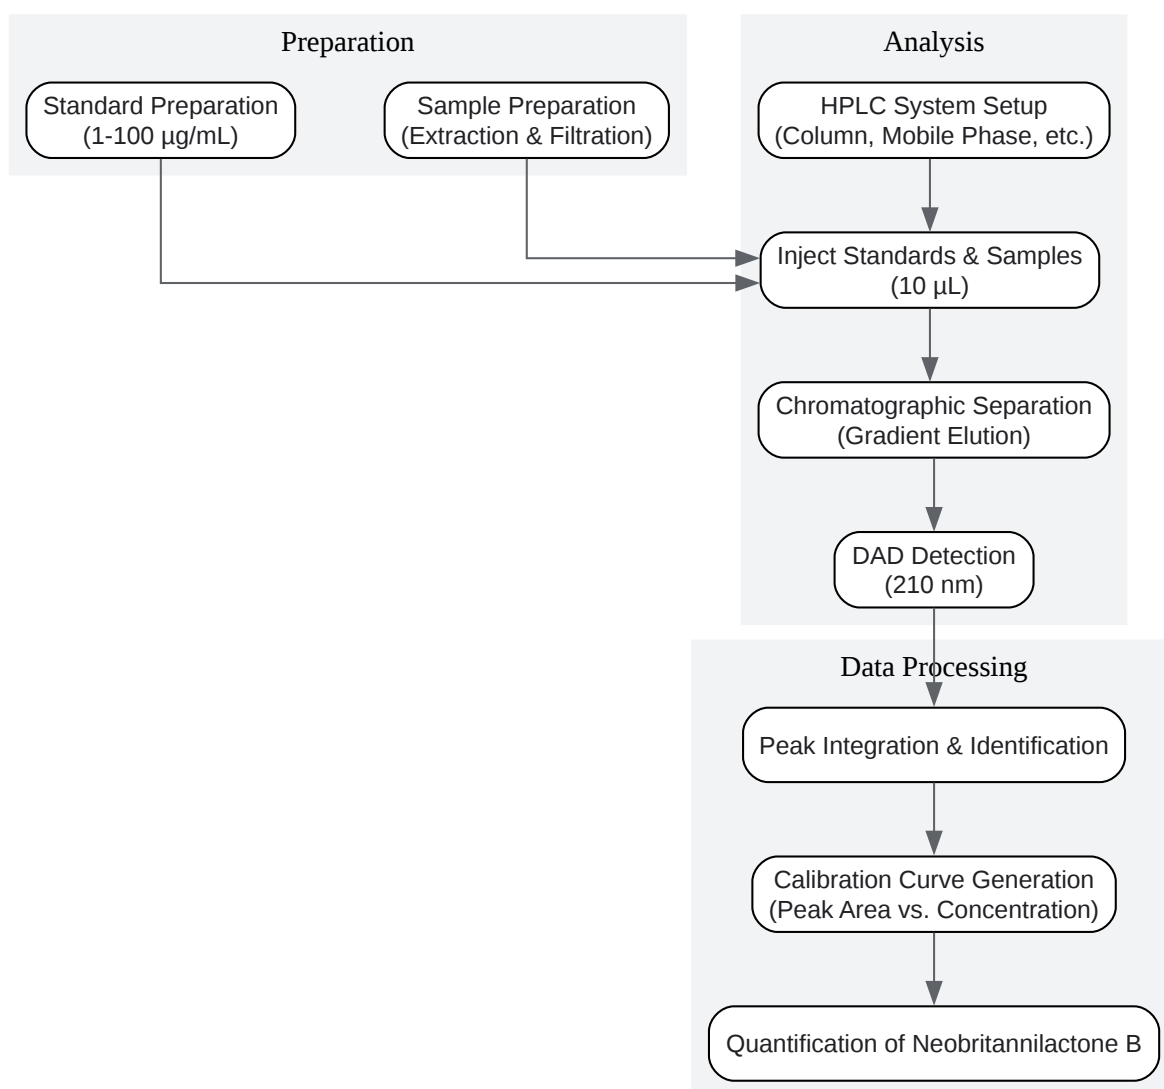 Preparation
Standard Preparation
(1-100 µg/mL)
Sample Preparation
(Extraction & Filtration)
Analysis
HPLC System Setup
(Column, Mobile Phase, etc.)
Inject Standards & Samples
(10 µL)
Chromatographic Separation
(Gradient Elution)
DAD Detection
(210 nm)
Data Processing
Peak Integration & Identification
Calibration Curve Generation
(Peak Area vs. Concentration)
Quantification of Neobritannilactone B